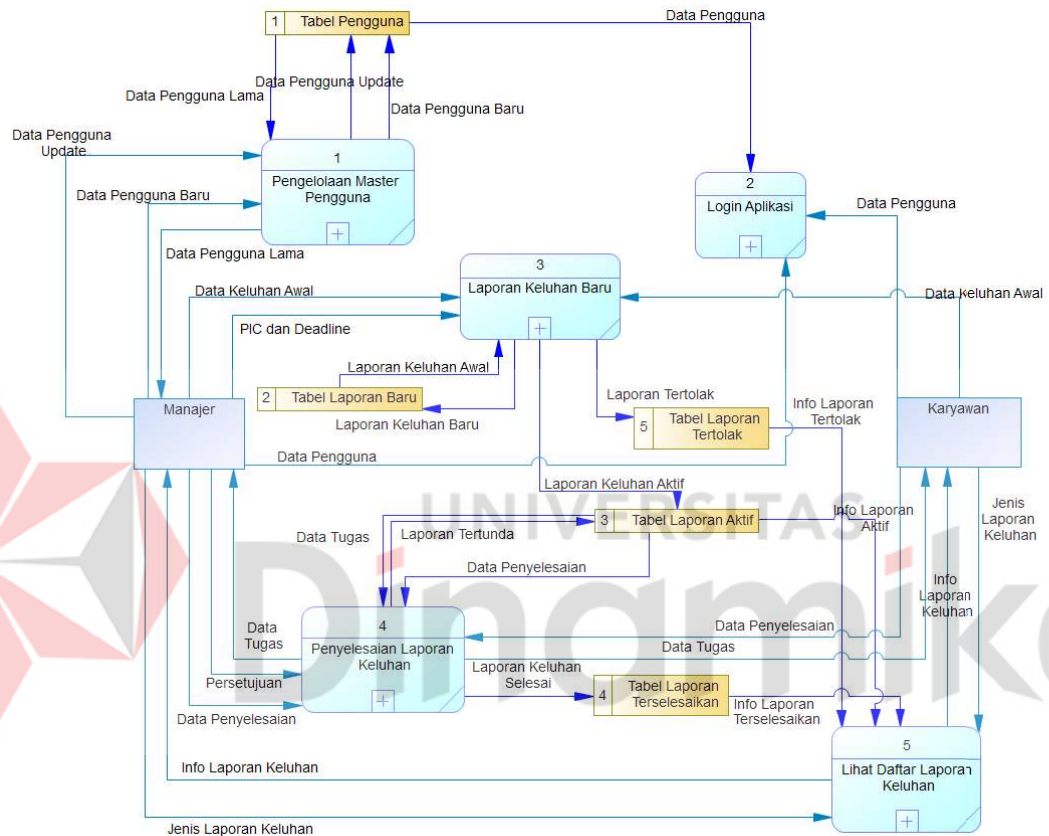 Data Pengguna
1 Tabel Pengguna
Data Pengguna Update
Data Pengguna Lama
Data Pengguna Baru
Data Pengguna
Update
1
Pengelolaan Master
Pengguna
2
Login Aplikasi
Data Pengguna Baru
Data Pengguna
Data Pengguna Lama
3
Laporan Keluhan Baru
Data Keluhan Awal
Data Keluhan Awal
PIC dan Deadline
Laporan Keluhan Awal
2 Tabel Laporan Baru
Laporan Keluhan Baru
Laporan Tertolak
5 Tabel Laporan
Tertolak
Info Laporan
Tertolak
Manajer
Karyawan
Data Pengguna
Laporan Keluhan Aktif
UNIVERSITAS
Dinamika
3 Tabel Laporan Aktif
Info Laporan
Aktif
Jenis
Laporan
Keluhan
Data Tugas
Laporan Tertunda
Data Penyelesaian
Info
Laporan
Keluhan
4
Penyelesaian Laporan
Keluhan
Data Penyelesaian
Data Tugas
Data
Tugas
Persetujuan
Data Penyelesaian
Laporan Keluhan
Selesai
4 Tabel Laporan
Terselesaikan
Info Laporan
Terselesaikan
5
Lihat Daftar Laporan
Keluhan
Info Laporan Keluhan
Jenis Laporan Keluhan